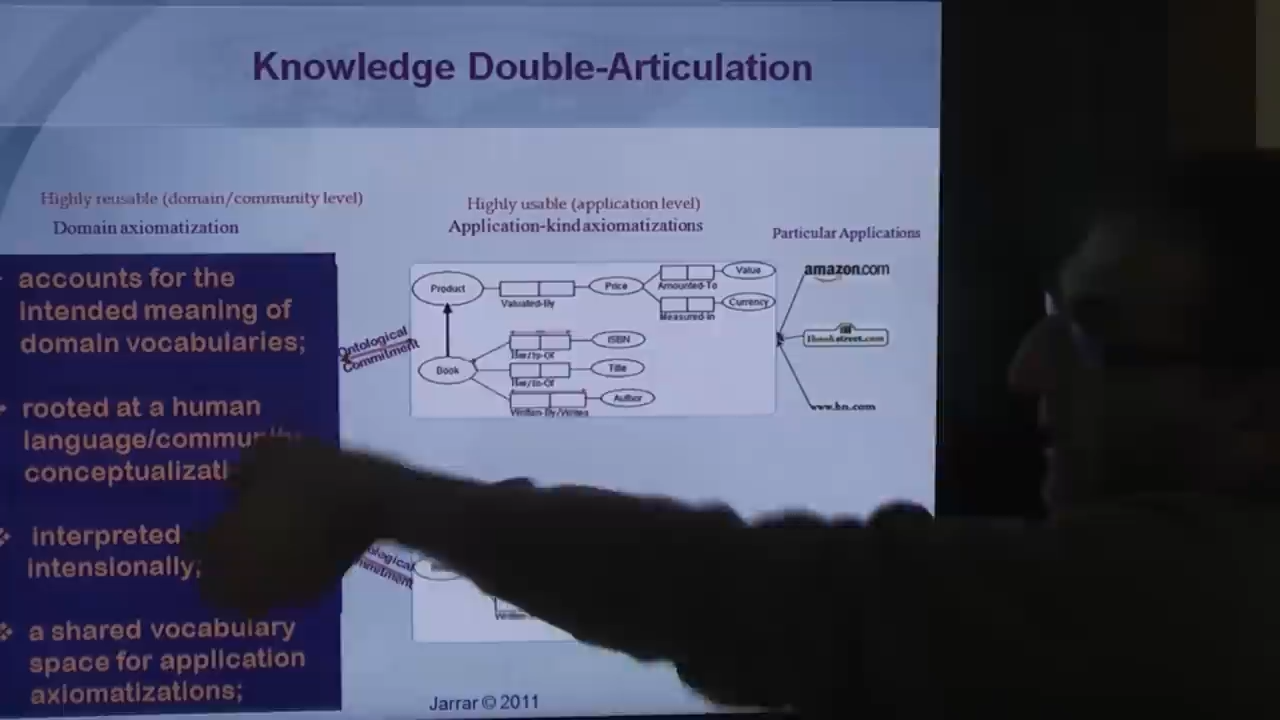 Knowledge Double-Articulation
Highly reusable (domain/community level)
Domain axiomatization
Highly usable (application level)
Application-kind axiomatizations
Particular Applications
accounts for the
Intended meaning of
domain vocabularies;
rooted at a human
language/community
conceptualizati
interpreted
intensionally;
a shared vocabulary
space for application
axiomatizations;
Ontological
Commitment
Product
Valuated-By
Price
Amounted-To
Value
Measured-In
Currency
Book
Has/Is-Of
ISBN
Has/Is-Of
Title
Written-By/Writes
Author
amazon.com
1bookstreet.com
www.bn.com
Jarrar © 2011